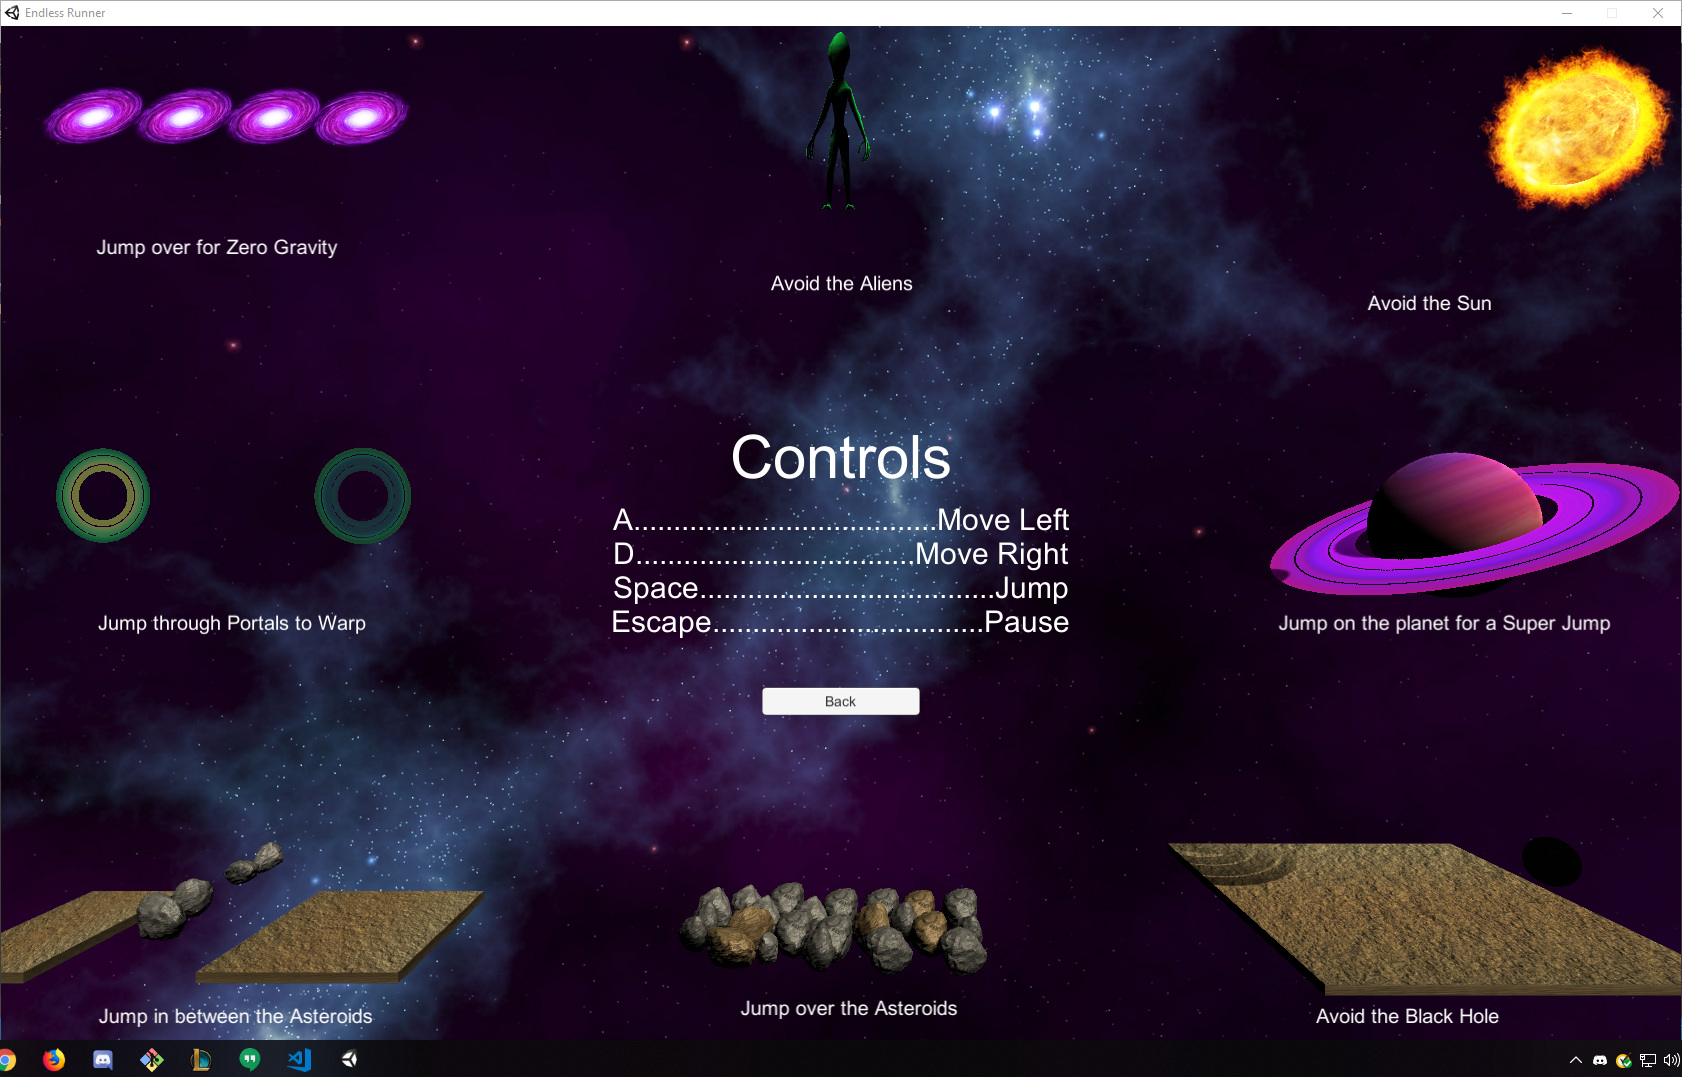 Endless Runner
Jump over for Zero Gravity
Avoid the Aliens
Avoid the Sun
Controls
A......................................Move Left
D...................................Move Right
Space.....................................Jump
Escape..................................Pause
Jump through Portals to Warp
Jump on the planet for a Super Jump
Back
Jump in between the Asteroids
Jump over the Asteroids
Avoid the Black Hole